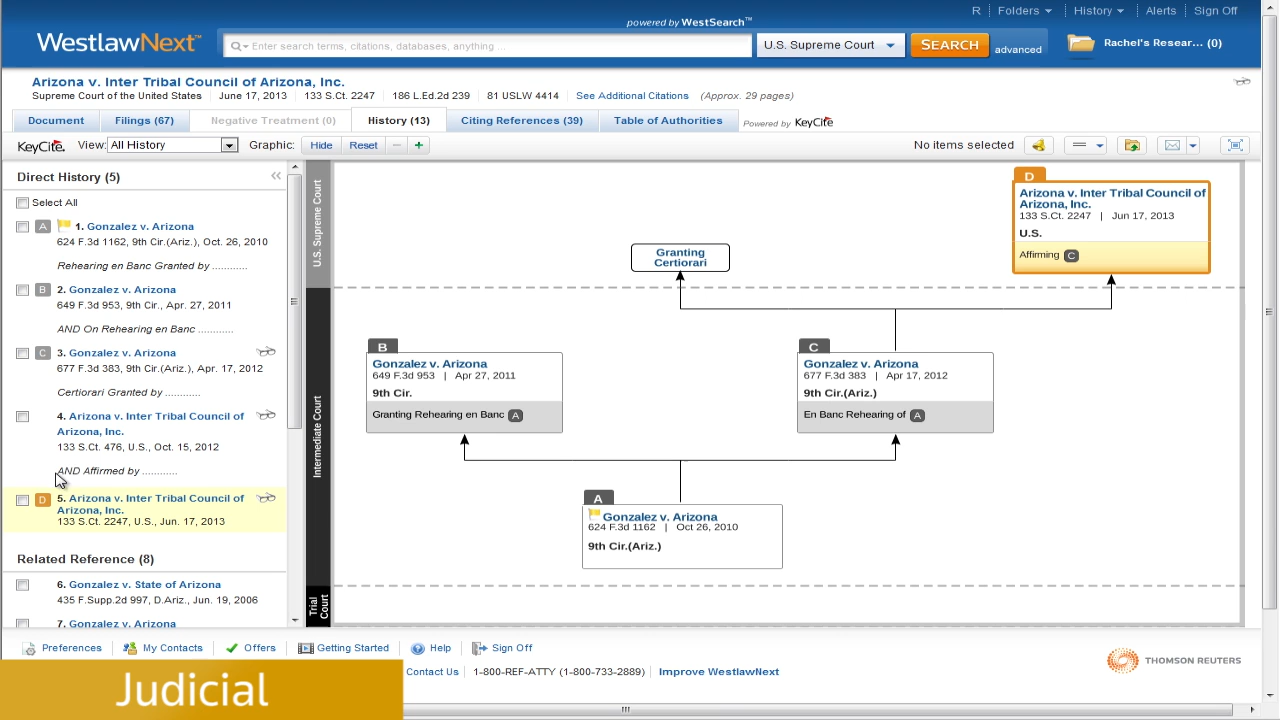 R Folders History Alerts Sign Off
powered by WestSearch™
WestlawNext™
Enter search terms, citations, databases, anything ...
U.S. Supreme Court
SEARCH
advanced
Rachel's Resear... (0)
Arizona v. Inter Tribal Council of Arizona, Inc.
Supreme Court of the United States | June 17, 2013 | 133 S.Ct. 2247 | 186 L.Ed.2d 239 | 81 USLW 4414 | See Additional Citations (Approx. 29 pages)
Document Filings (67) Negative Treatment (0) History (13) Citing References (39) Table of Authorities Powered by KeyCite
KeyCite. View: All History Graphic: Hide Reset − + No items selected
Direct History (5)
Select All
A 1. Gonzalez v. Arizona
624 F.3d 1162, 9th Cir.(Ariz.), Oct. 26, 2010
Rehearing en Banc Granted by ............
B 2. Gonzalez v. Arizona
649 F.3d 953, 9th Cir., Apr. 27, 2011
AND On Rehearing en Banc ............
C 3. Gonzalez v. Arizona
677 F.3d 383, 9th Cir.(Ariz.), Apr. 17, 2012
Certiorari Granted by ............
4. Arizona v. Inter Tribal Council of
Arizona, Inc.
133 S.Ct. 476, U.S., Oct. 15, 2012
AND Affirmed by ............
D 5. Arizona v. Inter Tribal Council of
Arizona, Inc.
133 S.Ct. 2247, U.S., Jun. 17, 2013
Related Reference (8)
6. Gonzalez v. State of Arizona
435 F.Supp.2d 997, D.Ariz., Jun. 19, 2006
7. Gonzalez v. Arizona
U.S. Supreme Court
Intermediate Court
Trial
Court
D
Arizona v. Inter Tribal Council of
Arizona, Inc.
133 S.Ct. 2247 | Jun 17, 2013
U.S.
Affirming C
Granting
Certiorari
B
Gonzalez v. Arizona
649 F.3d 953 | Apr 27, 2011
9th Cir.
Granting Rehearing en Banc A
C
Gonzalez v. Arizona
677 F.3d 383 | Apr 17, 2012
9th Cir.(Ariz.)
En Banc Rehearing of A
A
Gonzalez v. Arizona
624 F.3d 1162 | Oct 26, 2010
9th Cir.(Ariz.)
Preferences My Contacts Offers Getting Started Help Sign Off
Contact Us | 1-800-REF-ATTY (1-800-733-2889) | Improve WestlawNext
THOMSON REUTERS
Judicial